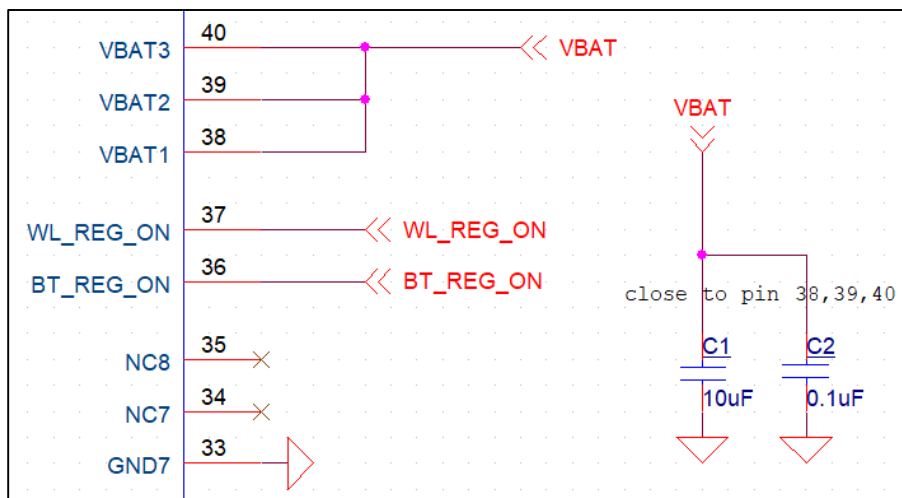 VBAT3
40
VBAT
VBAT2
39
VBAT1
38
WL_REG_ON
37
WL_REG_ON
BT_REG_ON
36
BT_REG_ON
NC8
35
NC7
34
GND7
33
VBAT
close to pin 38,39,40
C1
C2
10uF
0.1uF